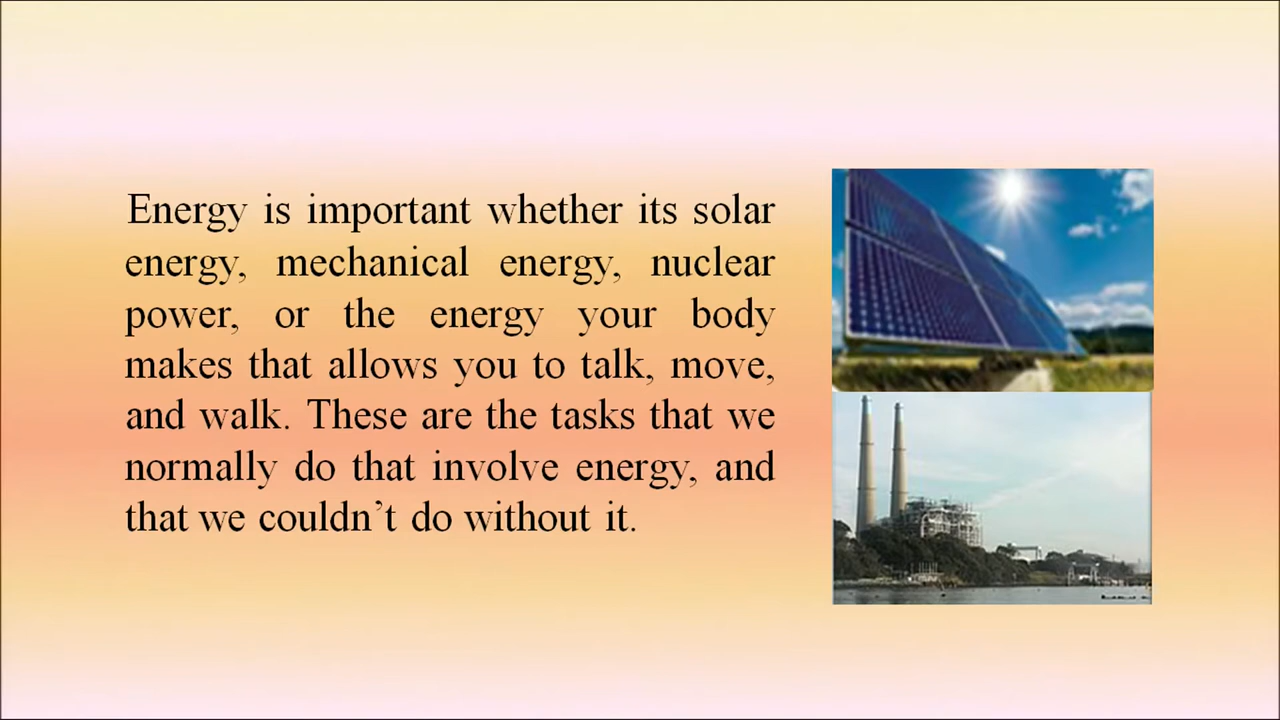 Energy is important whether its solar
energy, mechanical energy, nuclear
power, or the energy your body
makes that allows you to talk, move,
and walk. These are the tasks that we
normally do that involve energy, and
that we couldn’t do without it.